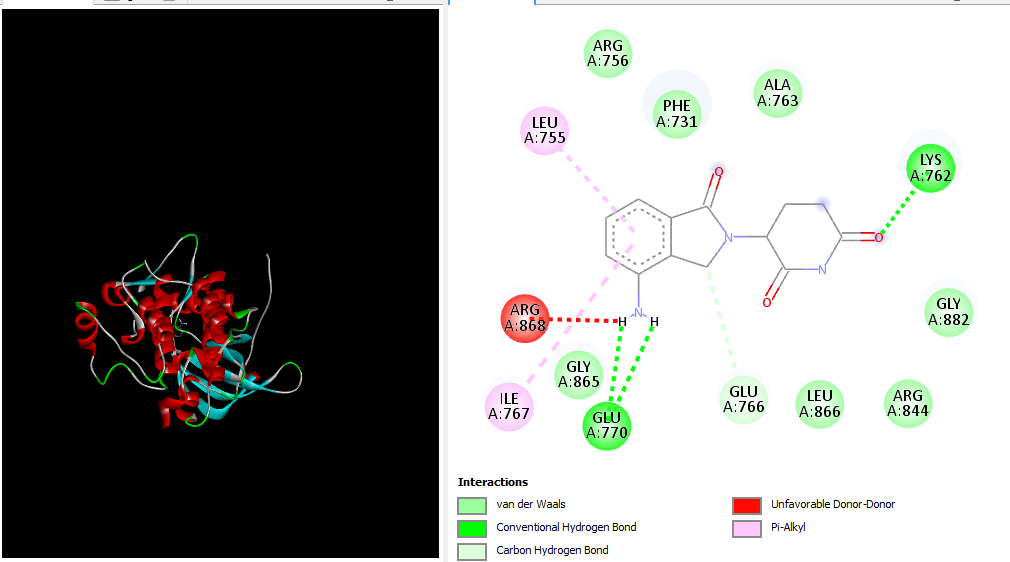 ARG
A:756
ALA
A:763
PHE
A:731
LEU
A:755
LYS
A:762
O
O
N
O
N
N
H
H
ARG
A:868
GLY
A:882
GLY
A:865
ILE
A:767
GLU
A:766
LEU
A:866
ARG
A:844
GLU
A:770
Interactions
van der Waals
Conventional Hydrogen Bond
Carbon Hydrogen Bond
Unfavorable Donor-Donor
Pi-Alkyl